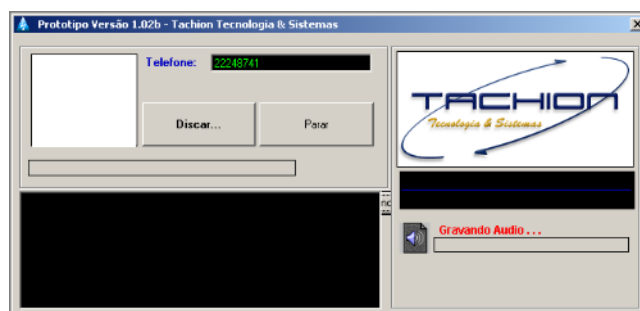 Prototipo Versão 1.02b - Tachion Tecnologia & Sistemas
Telefone: 22248741
Discar...
Parar
TACHION
Tecnologia & Sistemas
Gravando Audio . . .